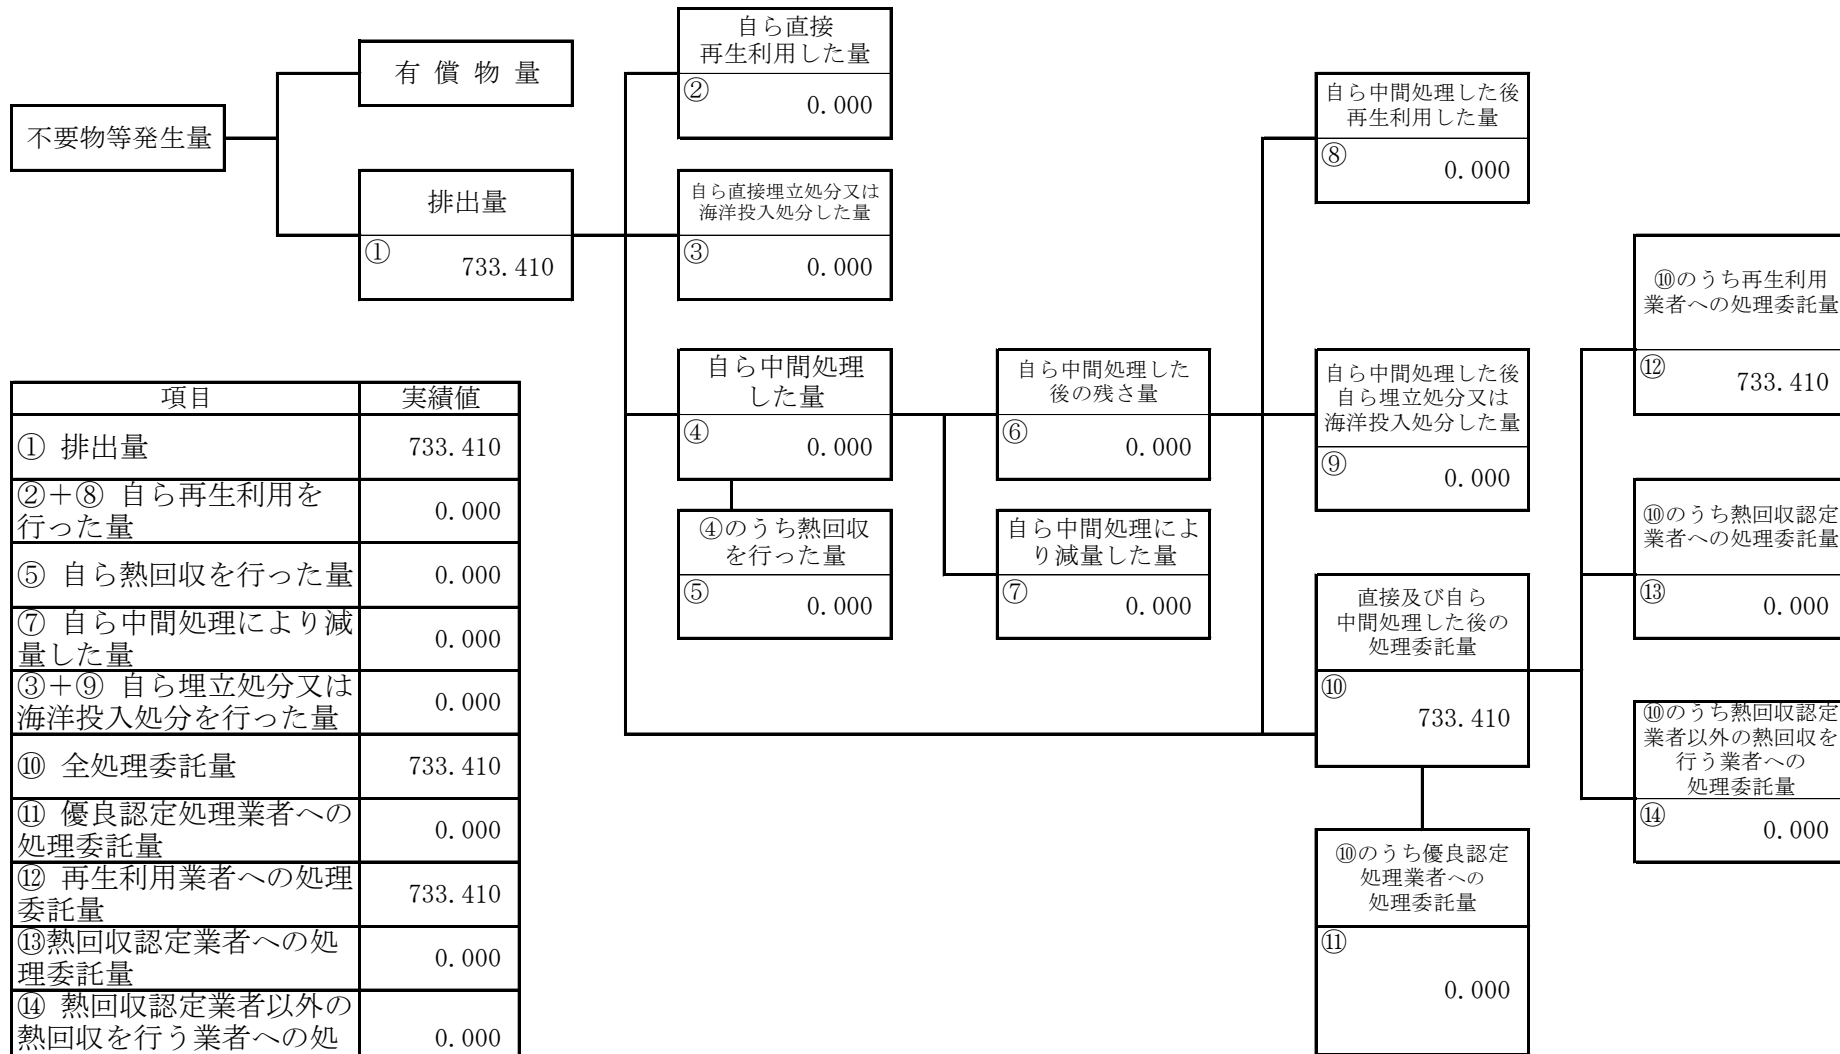 不要物等発生量
有 償 物 量
排出量
①
733.410
自ら直接
再生利用した量
②
0.000
自ら直接埋立処分又は
海洋投入処分した量
③
0.000
自ら中間処理
した量
④
0.000
④のうち熱回収
を行った量
⑤
0.000
自ら中間処理した
後の残さ量
⑥
0.000
自ら中間処理によ
り減量した量
⑦
0.000
自ら中間処理した後
再生利用した量
⑧
0.000
自ら中間処理した後
自ら埋立処分又は
海洋投入処分した量
⑨
0.000
直接及び自ら
中間処理した後の
処理委託量
⑩
733.410
⑩のうち優良認定
処理業者への
処理委託量
⑪
0.000
⑩のうち再生利用
業者への処理委託量
⑫
733.410
⑩のうち熱回収認定
業者への処理委託量
⑬
0.000
⑩のうち熱回収認定
業者以外の熱回収を
行う業者への
処理委託量
⑭
0.000
項目 実績値
① 排出量 733.410
②+⑧ 自ら再生利用を
行った量 0.000
⑤ 自ら熱回収を行った量 0.000
⑦ 自ら中間処理により減
量した量 0.000
③+⑨ 自ら埋立処分又は
海洋投入処分を行った量 0.000
⑩ 全処理委託量 733.410
⑪ 優良認定処理業者への
処理委託量 0.000
⑫ 再生利用業者への処理
委託量 733.410
⑬熱回収認定業者への処
理委託量 0.000
⑭ 熱回収認定業者以外の
熱回収を行う業者への処 0.000